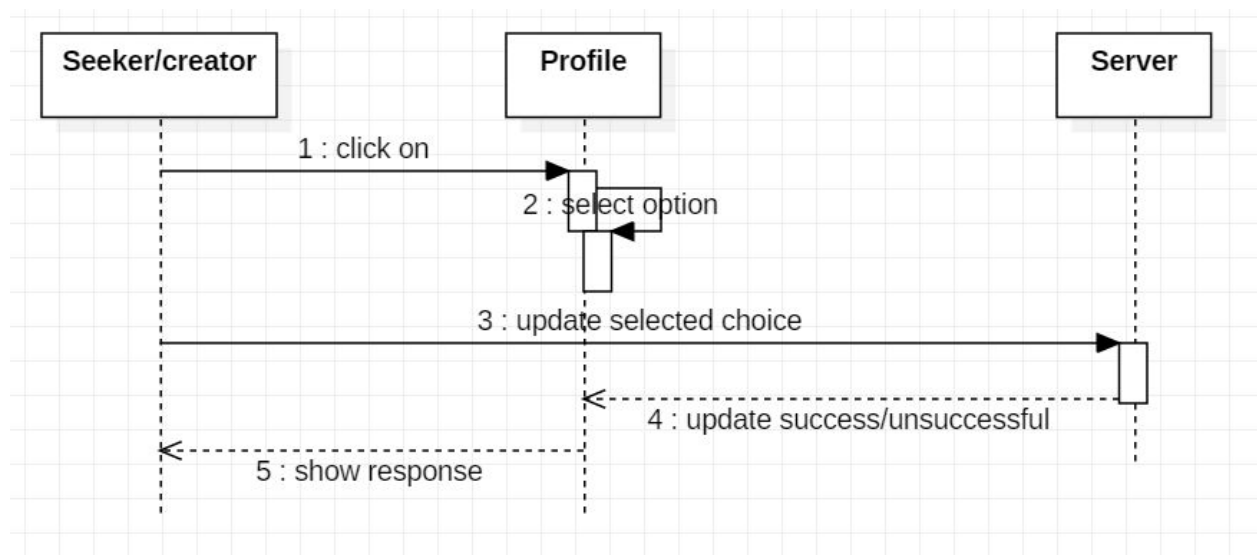 Seeker/creator
Profile
Server
1 : click on
2 : select option
3 : update selected choice
4 : update success/unsuccessful
5 : show response